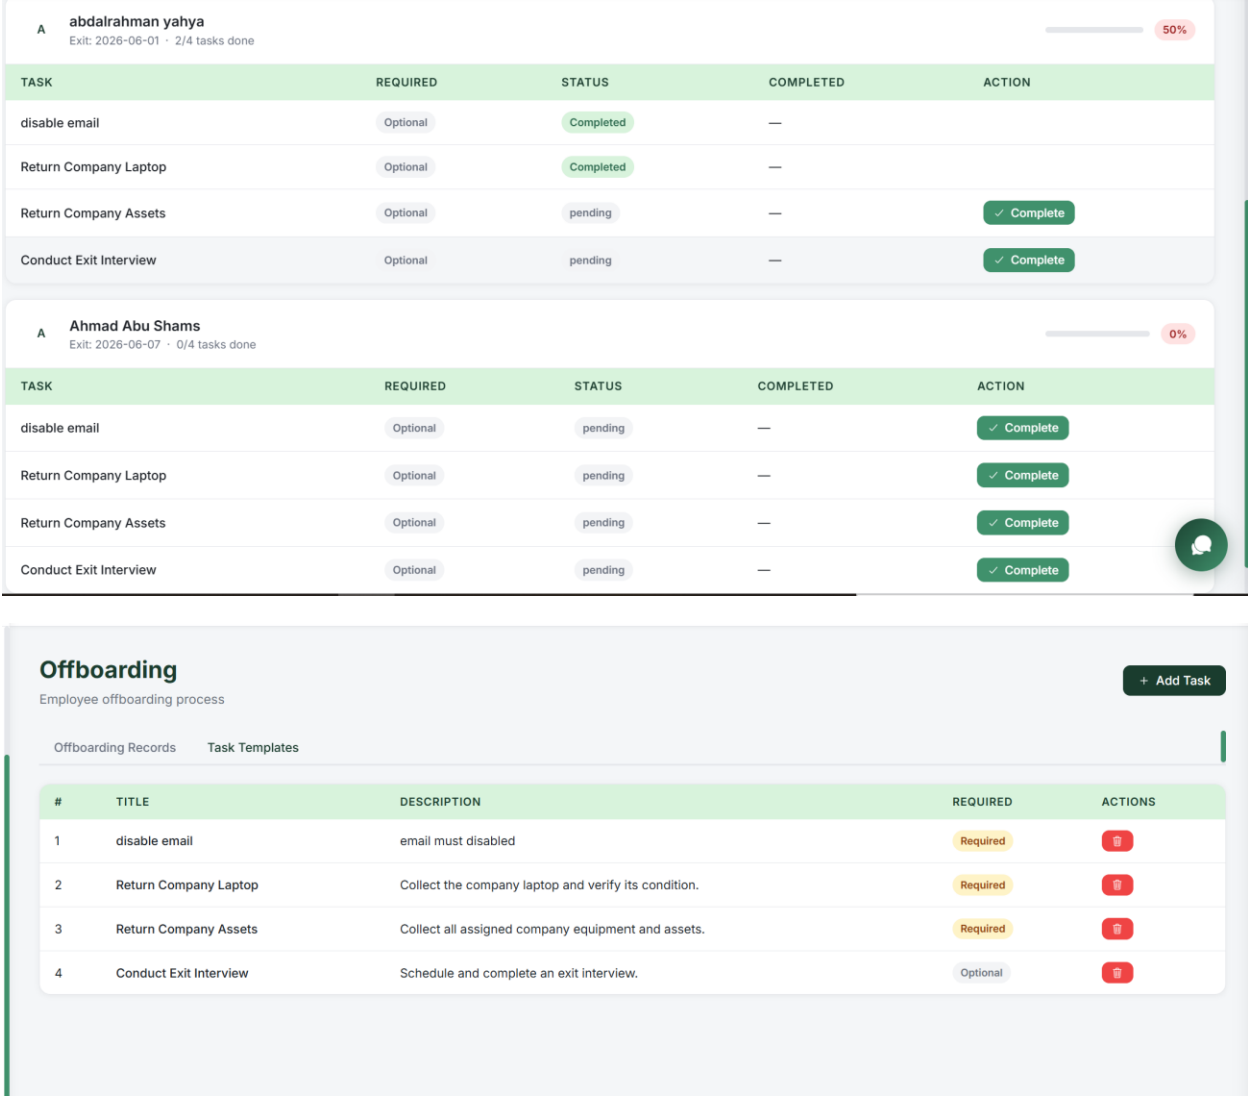 A abdalrahman yahya 50%
Exit: 2026-06-01 · 2/4 tasks done
TASK REQUIRED STATUS COMPLETED ACTION
disable email Optional Completed —
Return Company Laptop Optional Completed —
Return Company Assets Optional pending — ✓ Complete
Conduct Exit Interview Optional pending — ✓ Complete
A Ahmad Abu Shams 0%
Exit: 2026-06-07 · 0/4 tasks done
TASK REQUIRED STATUS COMPLETED ACTION
disable email Optional pending — ✓ Complete
Return Company Laptop Optional pending — ✓ Complete
Return Company Assets Optional pending — ✓ Complete
Conduct Exit Interview Optional pending — ✓ Complete
Offboarding
+ Add Task
Employee offboarding process
Offboarding Records Task Templates
# TITLE DESCRIPTION REQUIRED ACTIONS
1 disable email email must disabled Required
2 Return Company Laptop Collect the company laptop and verify its condition. Required
3 Return Company Assets Collect all assigned company equipment and assets. Required
4 Conduct Exit Interview Schedule and complete an exit interview. Optional